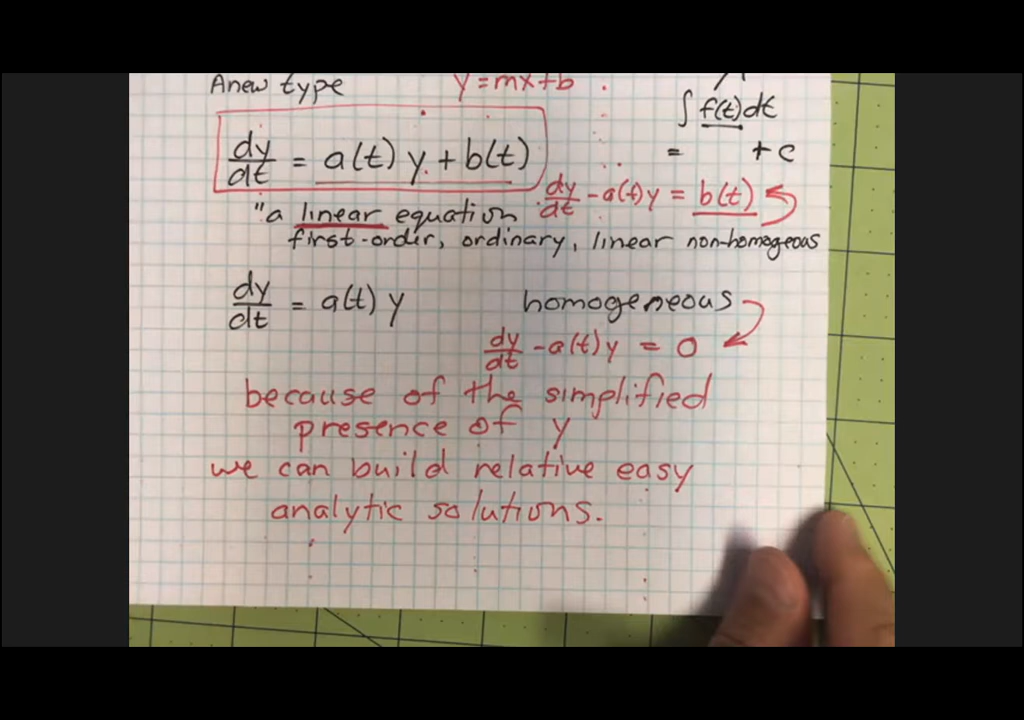 A new type y = mx + b
∫ f(t) dt
= + c
dy/dt = a(t) y + b(t)
dy/dt - a(t) y = b(t)
"a linear equation
first-order, ordinary, linear non-homogeous
dy/dt = a(t) y homogeneous
dy/dt - a(t) y = 0
because of the simplified
presence of y
we can build relative easy
analytic solutions.